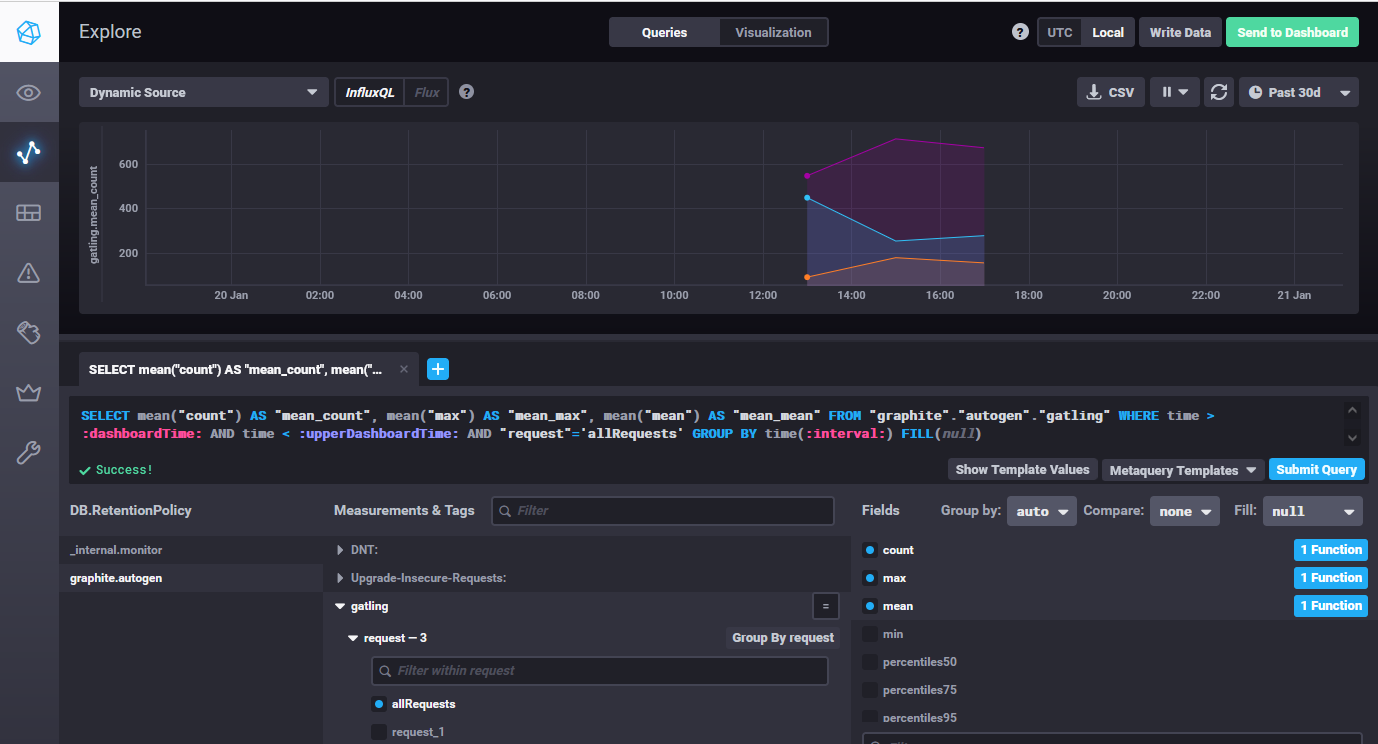 Explore
Queries
Visualization
?
UTC
Local
Write Data
Send to Dashboard
Dynamic Source
InfluxQL
Flux
?
CSV
Past 30d
gatling.mean_count
600
400
200
20 Jan
02:00
04:00
06:00
08:00
10:00
12:00
14:00
16:00
18:00
20:00
22:00
21 Jan
SELECT mean("count") AS "mean_count", mean("...
SELECT mean("count") AS "mean_count", mean("max") AS "mean_max", mean("mean") AS "mean_mean" FROM "graphite"."autogen"."gatling" WHERE time >
:dashboardTime: AND time < :upperDashboardTime: AND "request"='allRequests' GROUP BY time(:interval:) FILL(null)
Success!
Show Template Values
Metaquery Templates
Submit Query
DB.RetentionPolicy
_internal.monitor
graphite.autogen
Measurements & Tags
Filter
DNT:
Upgrade-Insecure-Requests:
gatling
=
request — 3
Group By request
Filter within request
allRequests
request_1
Fields
Group by:
auto
Compare:
none
Fill:
null
count
1 Function
max
1 Function
mean
1 Function
min
percentiles50
percentiles75
percentiles95